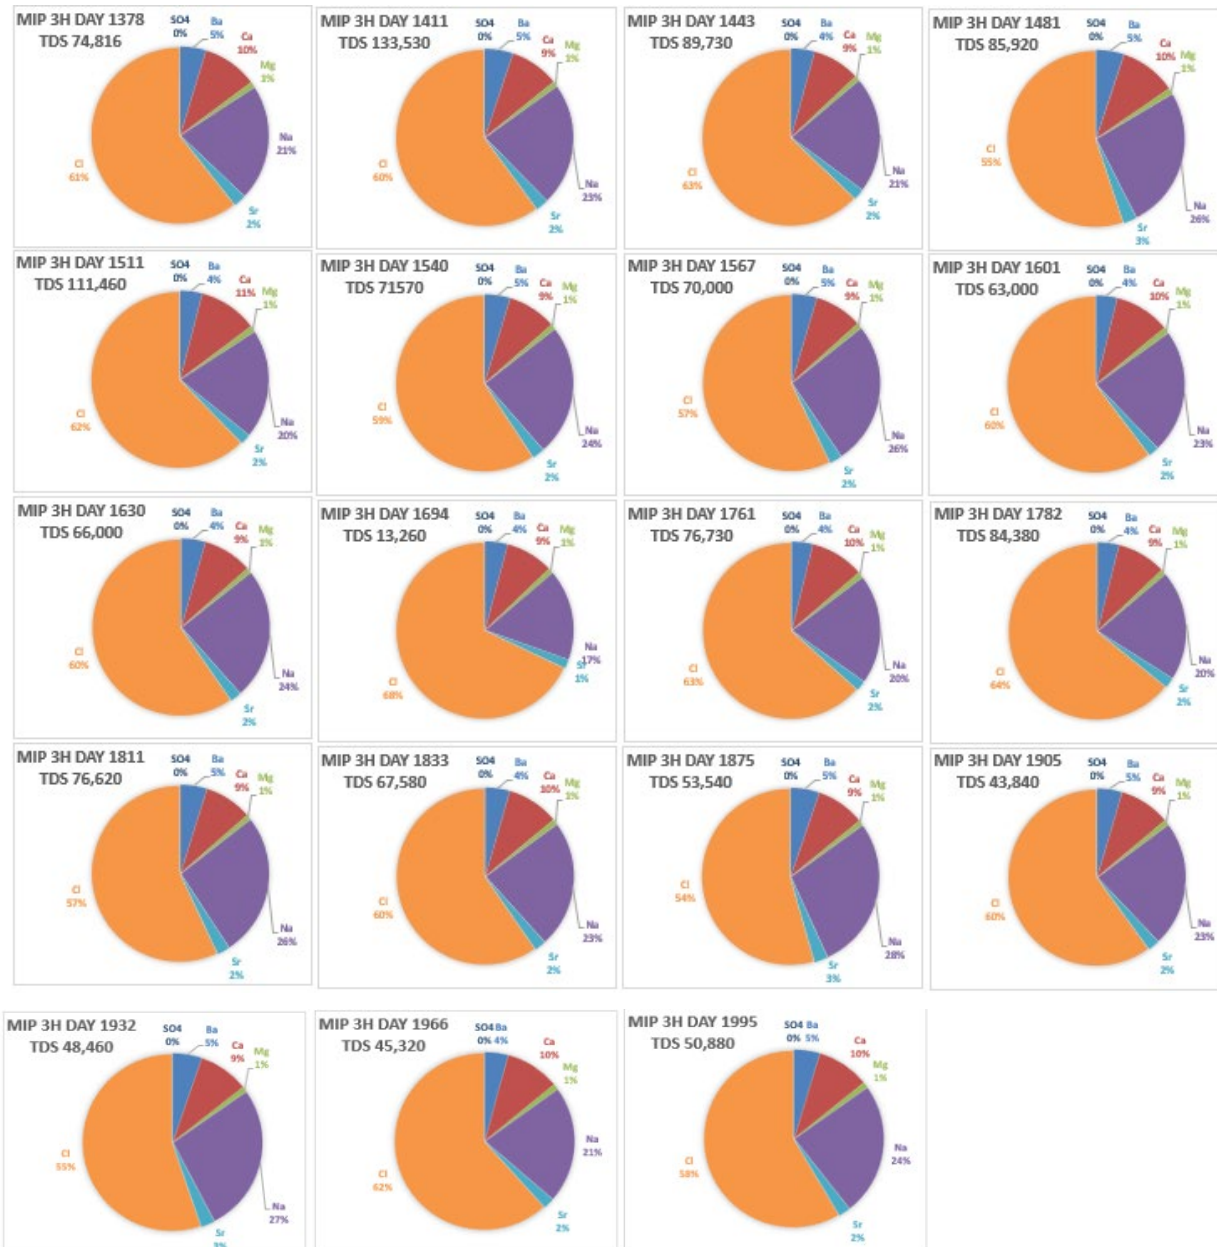 MIP 3H DAY 1378
TDS 74,816
SO4
0%
Ba
5%
Ca
10%
Mg
1%
Na
21%
Sr
2%
Cl
61%
MIP 3H DAY 1411
TDS 133,530
SO4
0%
Ba
5%
Ca
9%
Mg
1%
Na
23%
Sr
2%
Cl
60%
MIP 3H DAY 1443
TDS 89,730
SO4
0%
Ba
4%
Ca
9%
Mg
1%
Na
21%
Sr
2%
Cl
63%
MIP 3H DAY 1481
TDS 85,920
SO4
0%
Ba
5%
Ca
10%
Mg
1%
Na
26%
Sr
3%
Cl
55%
MIP 3H DAY 1511
TDS 111,460
SO4
0%
Ba
4%
Ca
11%
Mg
1%
Na
20%
Sr
2%
Cl
62%
MIP 3H DAY 1540
TDS 71570
SO4
0%
Ba
5%
Ca
9%
Mg
1%
Na
24%
Sr
2%
Cl
59%
MIP 3H DAY 1567
TDS 70,000
SO4
0%
Ba
5%
Ca
9%
Mg
1%
Na
26%
Sr
2%
Cl
57%
MIP 3H DAY 1601
TDS 63,000
SO4
0%
Ba
4%
Ca
10%
Mg
1%
Na
23%
Sr
2%
Cl
60%
MIP 3H DAY 1630
TDS 66,000
SO4
0%
Ba
4%
Ca
9%
Mg
1%
Na
24%
Sr
2%
Cl
60%
MIP 3H DAY 1694
TDS 13,260
SO4
0%
Ba
4%
Ca
9%
Mg
1%
Na
17%
Sr
1%
Cl
68%
MIP 3H DAY 1761
TDS 76,730
SO4
0%
Ba
4%
Ca
10%
Mg
1%
Na
20%
Sr
2%
Cl
63%
MIP 3H DAY 1782
TDS 84,380
SO4
0%
Ba
4%
Ca
9%
Mg
1%
Na
20%
Sr
2%
Cl
64%
MIP 3H DAY 1811
TDS 76,620
SO4
0%
Ba
5%
Ca
9%
Mg
1%
Na
26%
Sr
2%
Cl
57%
MIP 3H DAY 1833
TDS 67,580
SO4
0%
Ba
4%
Ca
10%
Mg
1%
Na
23%
Sr
2%
Cl
60%
MIP 3H DAY 1875
TDS 53,540
SO4
0%
Ba
5%
Ca
9%
Mg
1%
Na
28%
Sr
3%
Cl
54%
MIP 3H DAY 1905
TDS 43,840
SO4
0%
Ba
5%
Ca
9%
Mg
1%
Na
23%
Sr
2%
Cl
60%
MIP 3H DAY 1932
TDS 48,460
SO4
0%
Ba
5%
Ca
9%
Mg
1%
Na
27%
Sr
Cl
55%
MIP 3H DAY 1966
TDS 45,320
SO4 Ba
0% 4%
Ca
10%
Mg
1%
Na
21%
Sr
2%
Cl
62%
MIP 3H DAY 1995
TDS 50,880
SO4 Ba
0% 5%
Ca
10%
Mg
1%
Na
24%
Sr
2%
Cl
58%